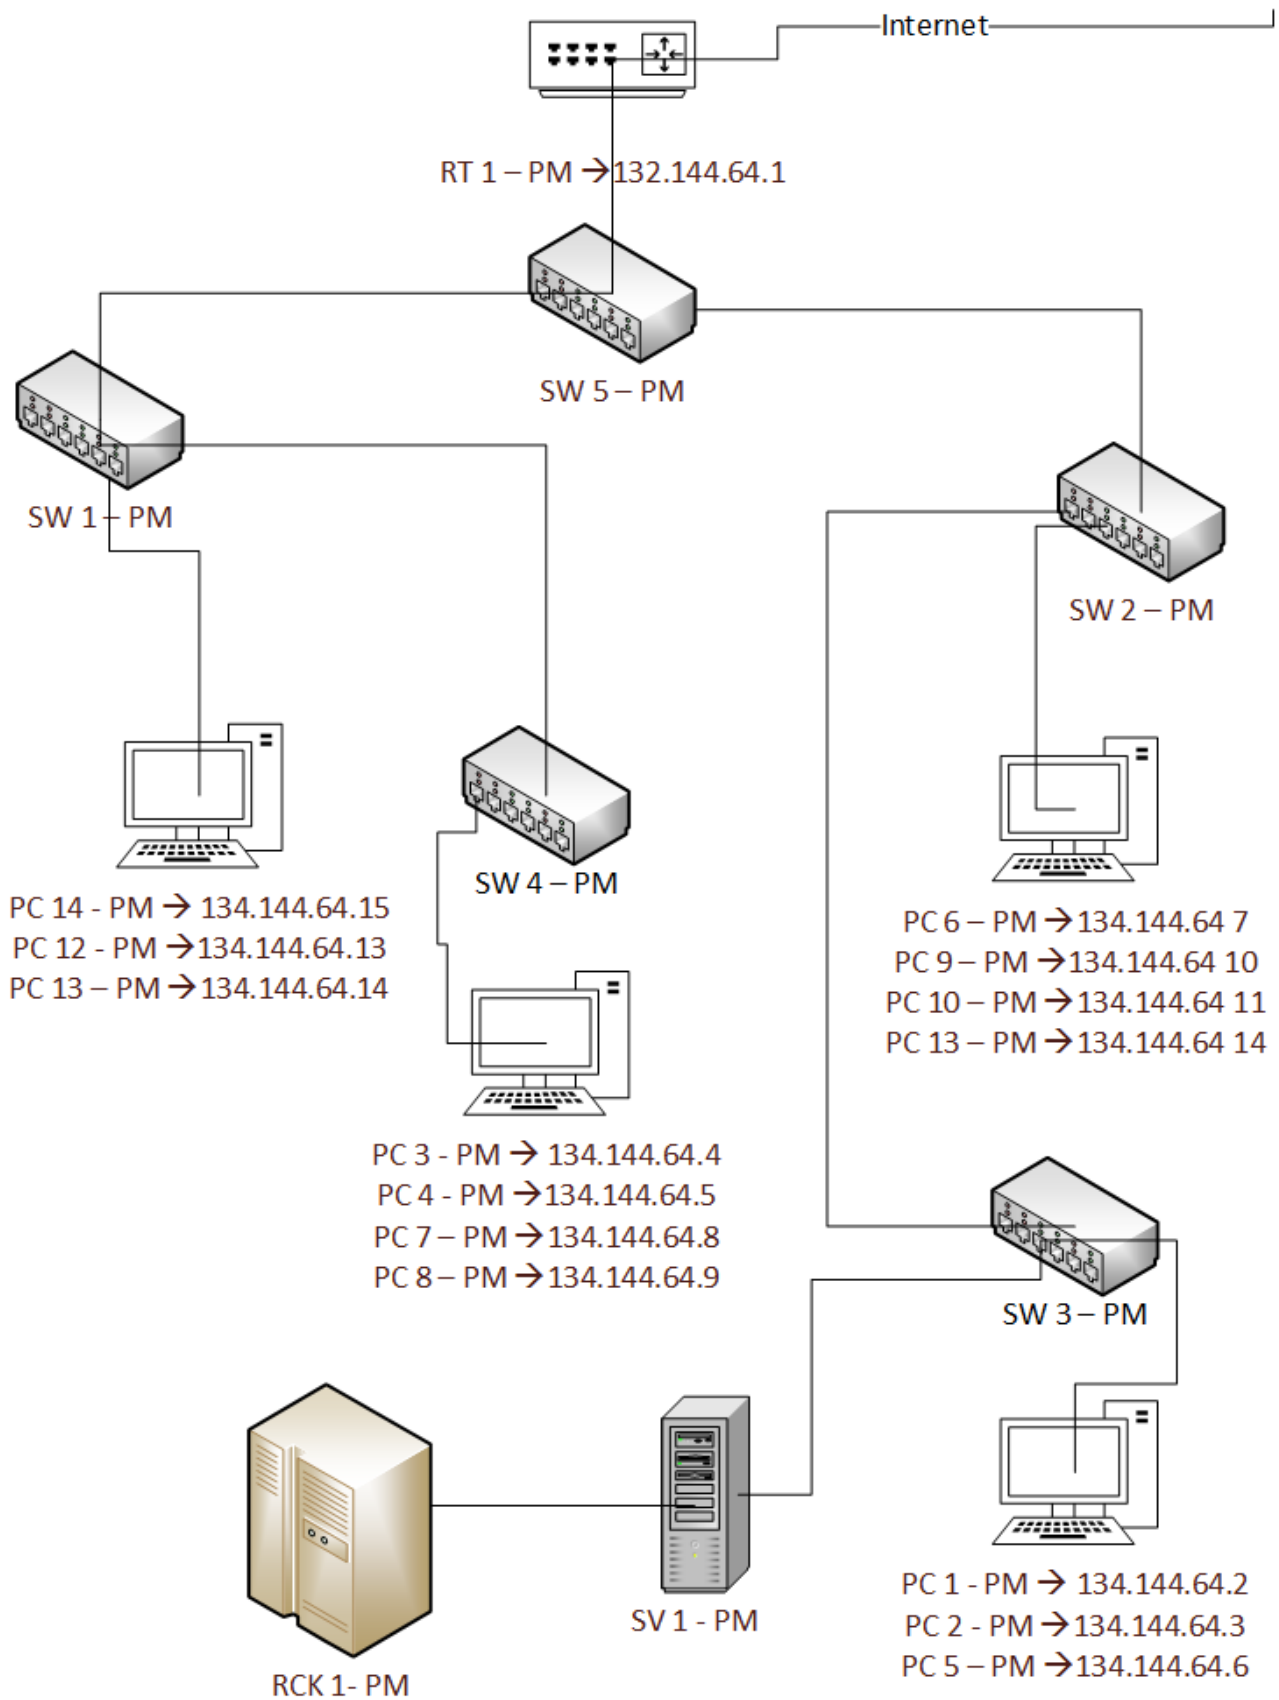 Internet
RT 1 – PM →132.144.64.1
SW 5 – PM
SW 1 – PM
SW 2 – PM
SW 4 – PM
PC 14 - PM → 134.144.64.15
PC 12 - PM →134.144.64.13
PC 13 – PM →134.144.64.14
PC 6 – PM →134.144.64 7
PC 9 – PM →134.144.64 10
PC 10 – PM →134.144.64 11
PC 13 – PM →134.144.64 14
PC 3 - PM → 134.144.64.4
PC 4 - PM →134.144.64.5
PC 7 – PM →134.144.64.8
PC 8 – PM →134.144.64.9
SW 3 – PM
SV 1 - PM
RCK 1- PM
PC 1 - PM → 134.144.64.2
PC 2 - PM →134.144.64.3
PC 5 – PM →134.144.64.6